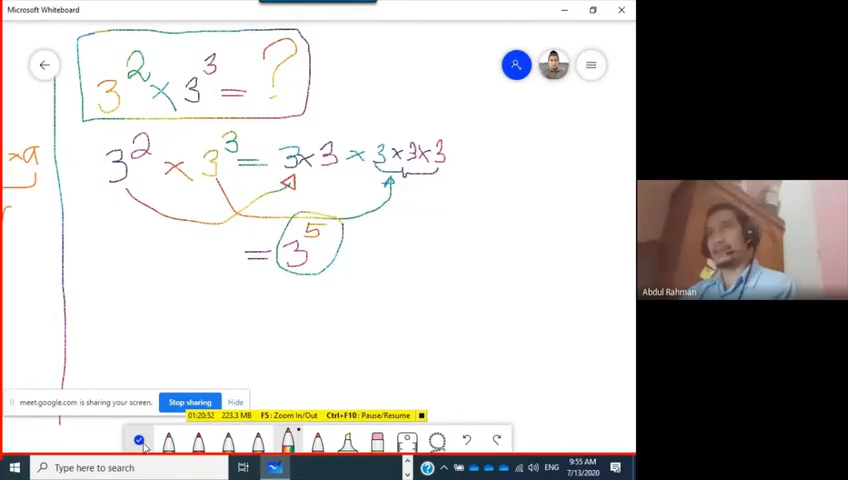 Microsoft Whiteboard
3² × 3³ = ?
×a
3² × 3³ = 3 × 3 × 3 × 3 × 3
= 3⁵
Abdul Rahman
meet.google.com is sharing your screen. Stop sharing Hide
01:20:52 223.3 MB F5: Zoom In/Out Ctrl+F10: Pause/Resume
Type here to search
ENG
9:55 AM
7/13/2020